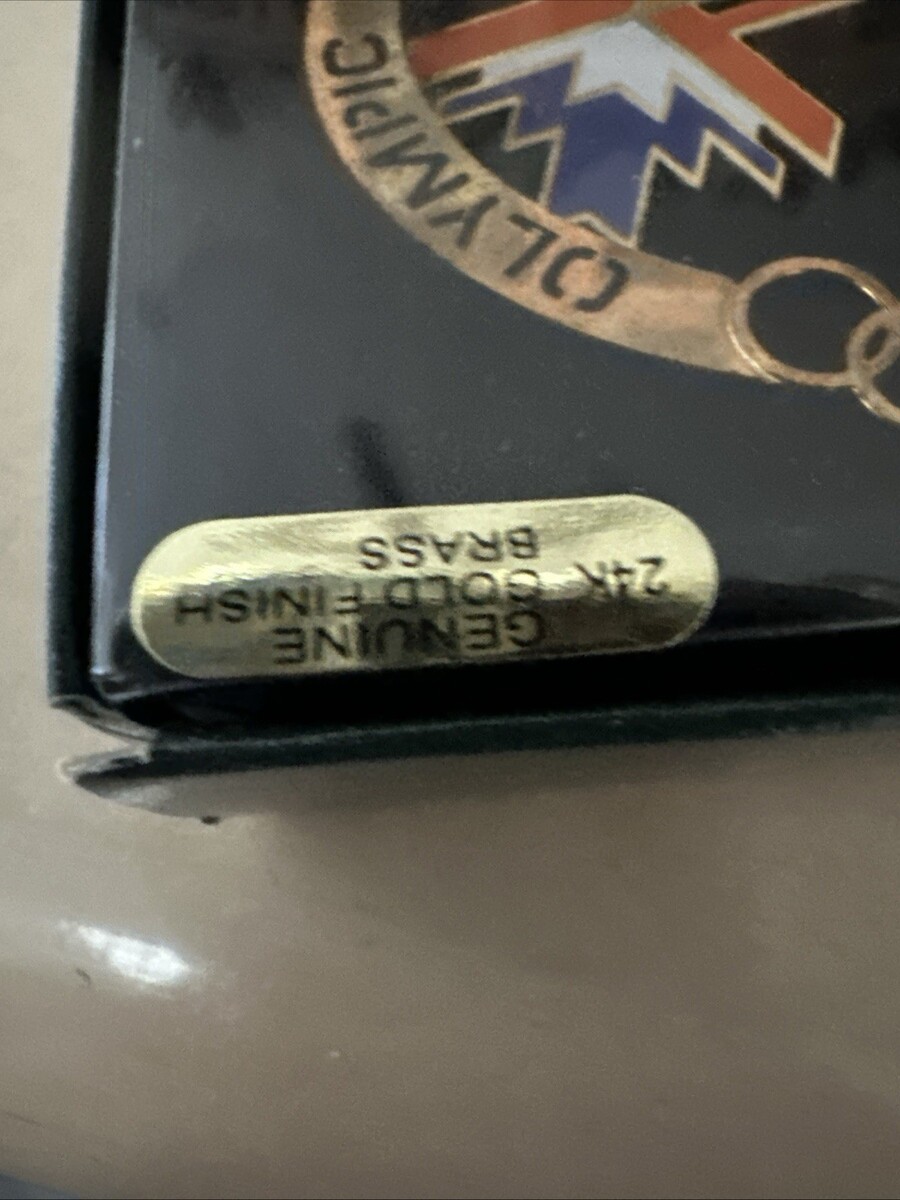 GENUINE
24K GOLD FINISH
BRASS
OLYMPIC